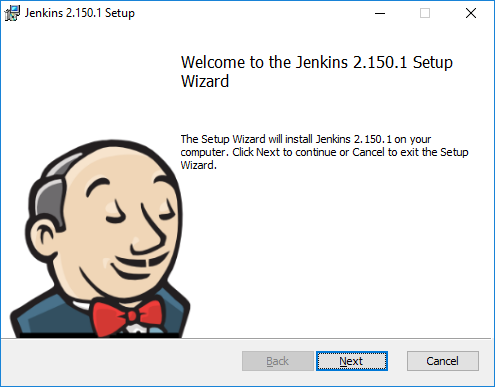 Jenkins 2.150.1 Setup
Welcome to the Jenkins 2.150.1 Setup
Wizard
The Setup Wizard will install Jenkins 2.150.1 on your
computer. Click Next to continue or Cancel to exit the Setup
Wizard.
Back
Next
Cancel